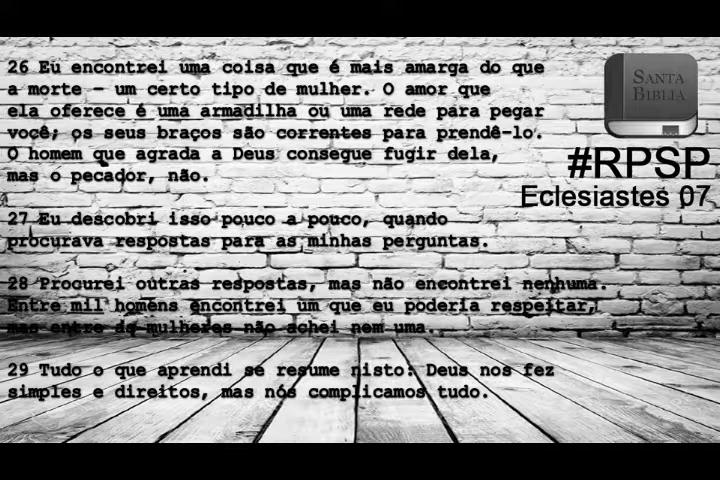 26 Eu encontrei uma coisa que é mais amarga do que
a morte – um certo tipo de mulher. O amor que
ela oferece é uma armadilha ou uma rede para pegar
você; os seus braços são correntes para prendê-lo.
O homem que agrada a Deus consegue fugir dela,
mas o pecador, não.
27 Eu descobri isso pouco a pouco, quando
procurava respostas para as minhas perguntas.
28 Procurei outras respostas, mas não encontrei nenhuma.
Entre mil homens encontrei um que eu poderia respeitar,
mas entre as mulheres não achei nem uma.
29 Tudo o que aprendi se resume nisto: Deus nos fez
simples e direitos, mas nós complicamos tudo.
SANTA
BIBLIA
#RPSP
Eclesiastes 07